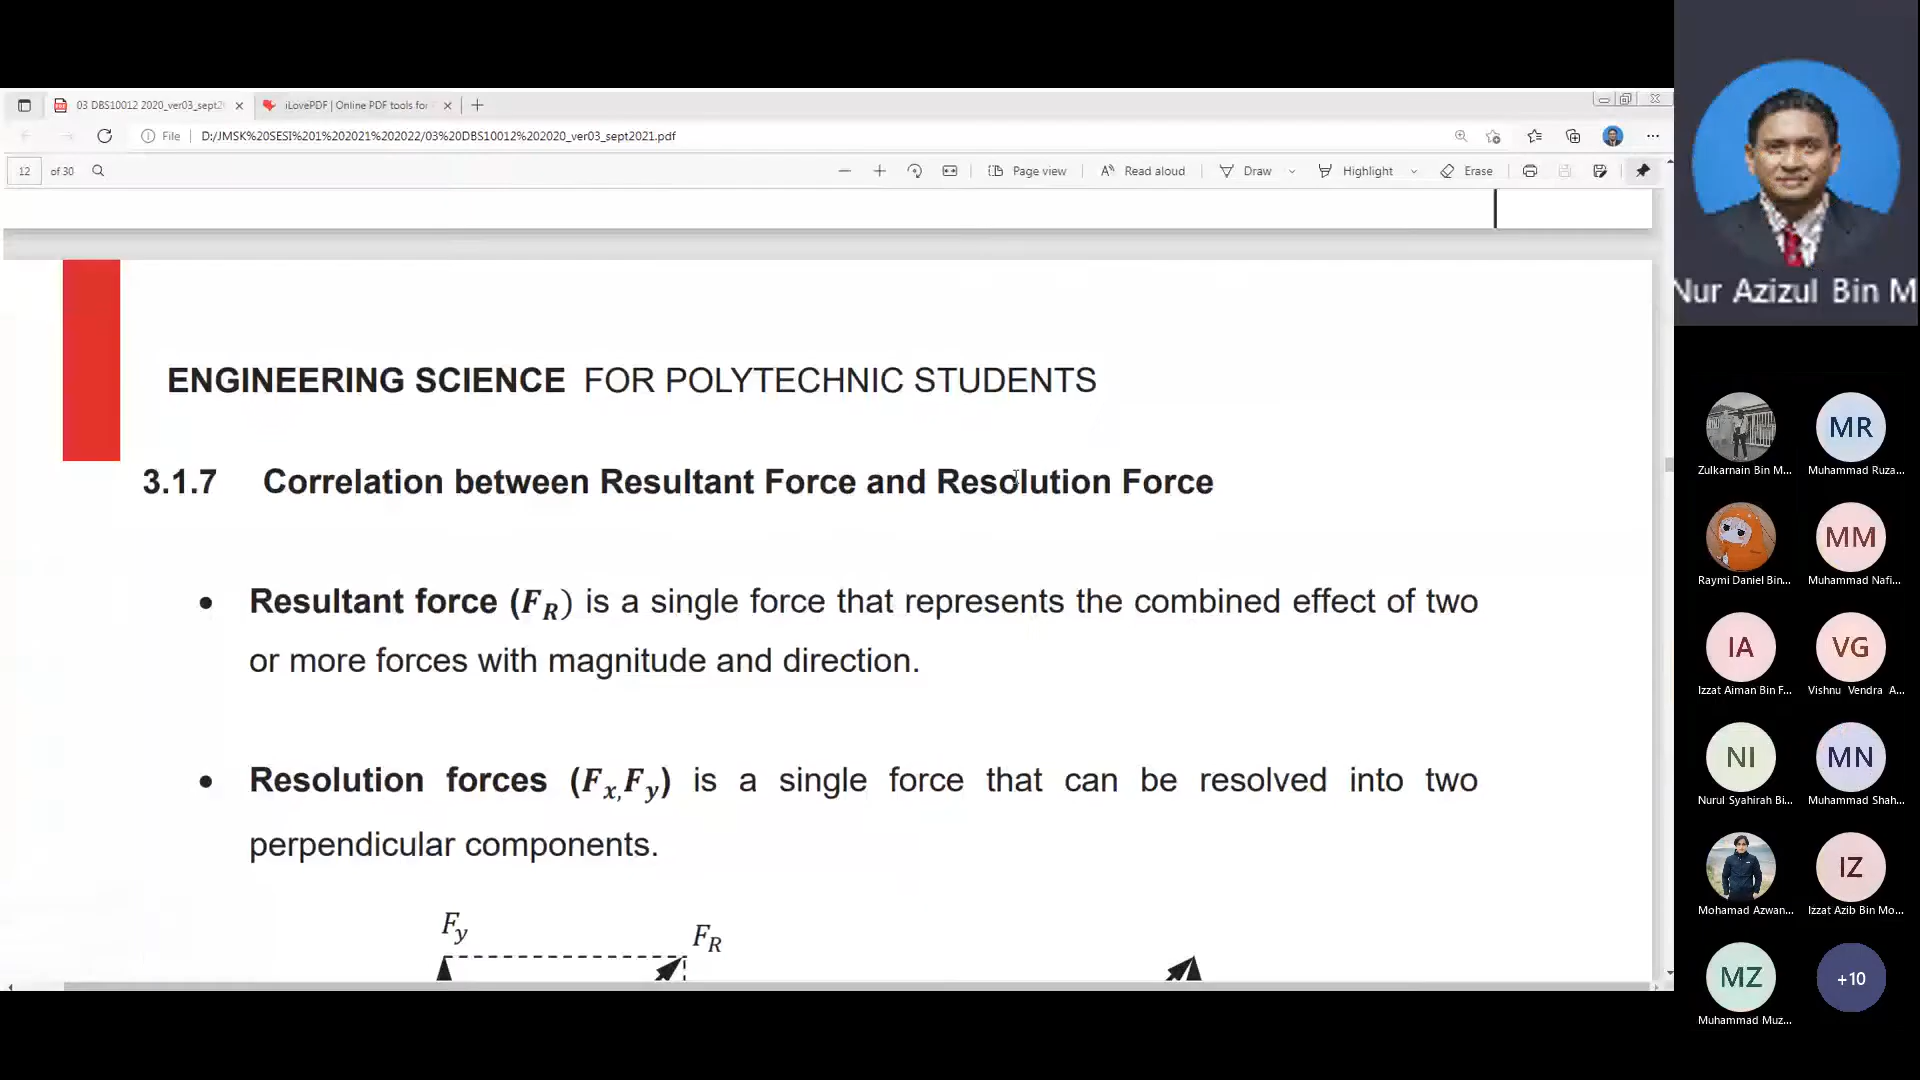 03 DBS10012 2020_ver03_sept2
iLovePDF | Online PDF tools for
File
D:/JMSK%20SESI%201%202021%202022/03%20DBS10012%202020_ver03_sept2021.pdf
12 of 30
Page view
Read aloud
Draw
Highlight
Erase
ENGINEERING SCIENCE FOR POLYTECHNIC STUDENTS
3.1.7 Correlation between Resultant Force and Resolution Force
• Resultant force (F_R) is a single force that represents the combined effect of two
or more forces with magnitude and direction.
• Resolution forces (F_x, F_y) is a single force that can be resolved into two
perpendicular components.
F_y
F_R
Nur Azizul Bin M
MR
Zulkarnain Bin M...
Muhammad Ruza...
MM
Raymi Daniel Bin...
Muhammad Nafi...
IA
VG
Izzat Aiman Bin F...
Vishnu Vendra A...
NI
MN
Nurul Syahirah Bi...
Muhammad Shah...
IZ
Mohamad Azwan...
Izzat Azib Bin Mo...
MZ
+10
Muhammad Muz...